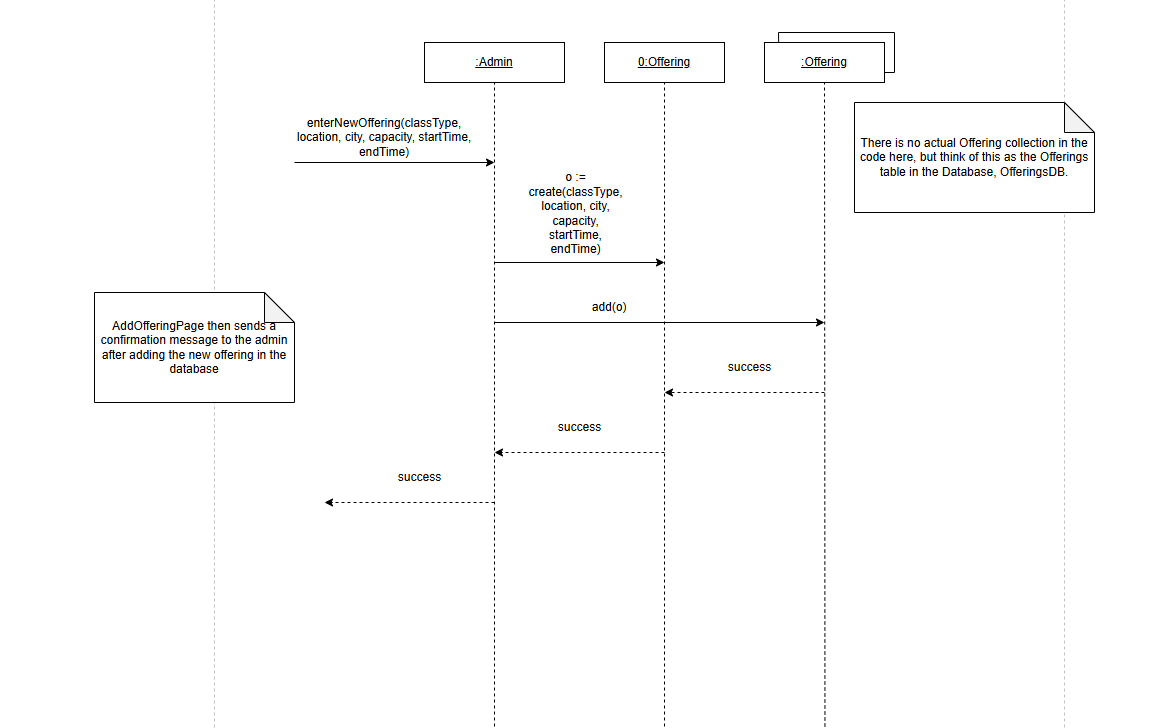 :Admin
0:Offering
:Offering
enterNewOffering(classType,
location, city, capacity, startTime,
endTime)
There is no actual Offering collection in the
code here, but think of this as the Offerings
table in the Database, OfferingsDB.
o :=
create(classType,
location, city,
capacity,
startTime,
endTime)
add(o)
AddOfferingPage then sends a
confirmation message to the admin
after adding the new offering in the
database
success
success
success